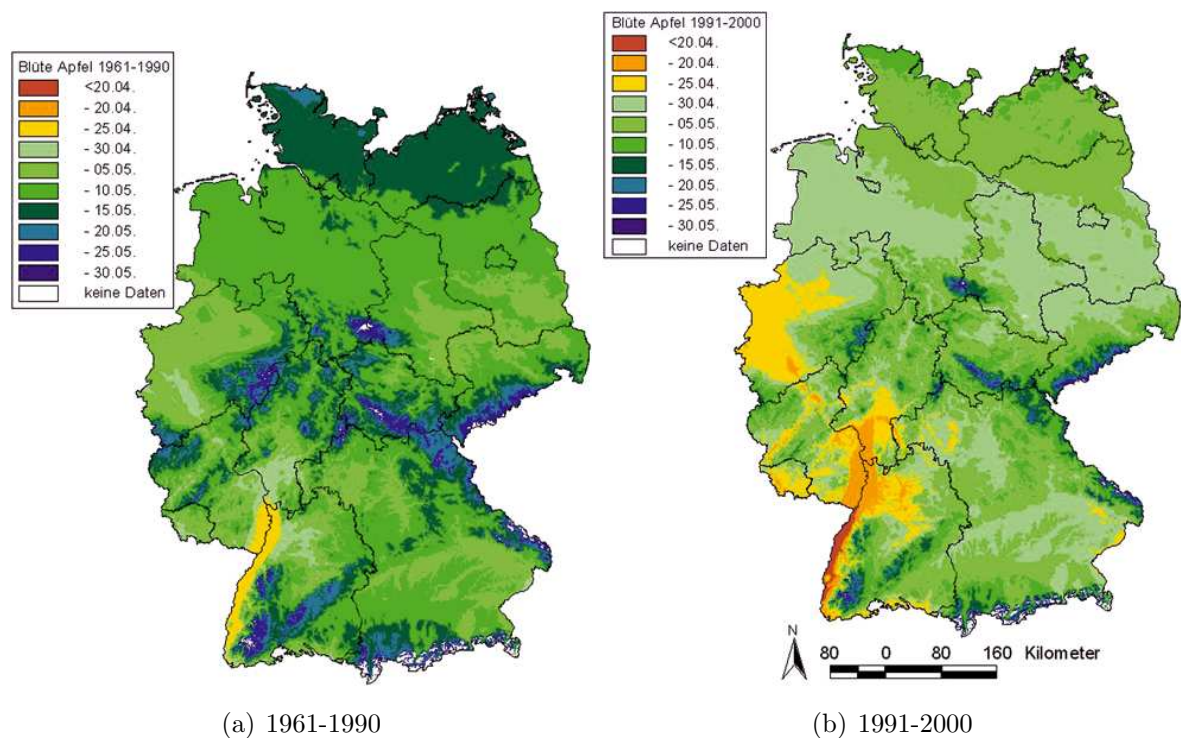 Blüte Apfel 1961-1990
<20.04.
- 20.04.
- 25.04.
- 30.04.
- 05.05.
- 10.05.
- 15.05.
- 20.05.
- 25.05.
- 30.05.
keine Daten
Blüte Apfel 1991-2000
<20.04.
- 20.04.
- 25.04.
- 30.04.
- 05.05.
- 10.05.
- 15.05.
- 20.05.
- 25.05.
- 30.05.
keine Daten
N
80 0 80 160 Kilometer
(a) 1961-1990
(b) 1991-2000